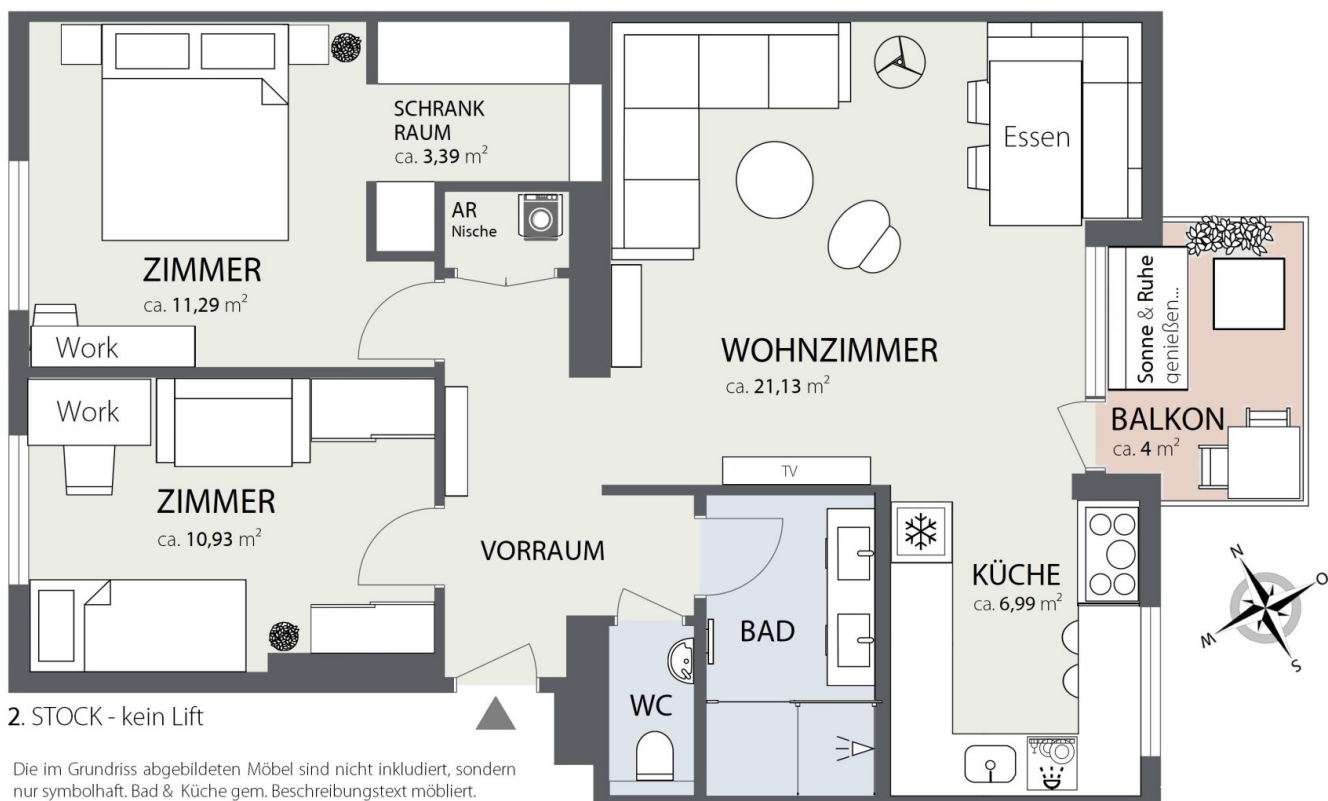 SCHRANK
RAUM
ca. 3,39 m²
AR
Nische
Essen
ZIMMER
ca. 11,29 m²
Work
WOHNZIMMER
ca. 21,13 m²
Sonne & Ruhe
genießen...
BALKON
ca. 4 m²
Work
ZIMMER
ca. 10,93 m²
TV
VORRAUM
KÜCHE
ca. 6,99 m²
BAD
WC
N
O
W
S
2. STOCK - kein Lift
Die im Grundriss abgebildeten Möbel sind nicht inkludiert, sondern
nur symbolhaft. Bad & Küche gem. Beschreibungstext möbliert.